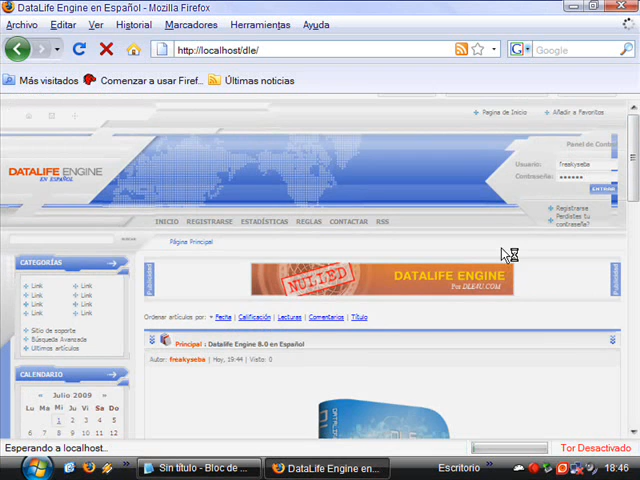 DataLife Engine en Español - Mozilla Firefox
Archivo Editar Ver Historial Marcadores Herramientas Ayuda
http://localhost/dle/
Google
Más visitados Comenzar a usar Firef... Últimas noticias
Pagina de Inicio Añadir a Favoritos
Panel de Conto
DATALIFE ENGINE
EN ESPAÑOL
Usuario: freakyseba
Contraseña: ••••••
ENTRAR
Registrarse
Perdistes tu
contraseña?
INICIO REGISTRARSE ESTADÍSTICAS REGLAS CONTACTAR RSS
Página Principal
CATEGORÍAS
Link Link
Link Link
Link Link
Link Link
Sitio de soporte
Búsqueda Avanzada
Ultimos artículos
Publicidad
NULLED
DATALIFE ENGINE
Por DLE4U.COM
Publicidad
Ordenar artículos por: Fecha | Calificación | Lecturas | Comentarios | Título
Principal : Datalife Engine 8.0 en Español
Autor: freakyseba | Hoy, 19:44 | Visto: 0
CALENDARIO
« Julio 2009 »
Lu Ma Mi Ju Vi Sa Do
1 2 3 4 5
6 7 8 9 10 11 12
Esperando a localhost...
Tor Desactivado
Sin título - Bloc de ...
DataLife Engine en...
Escritorio
18:46